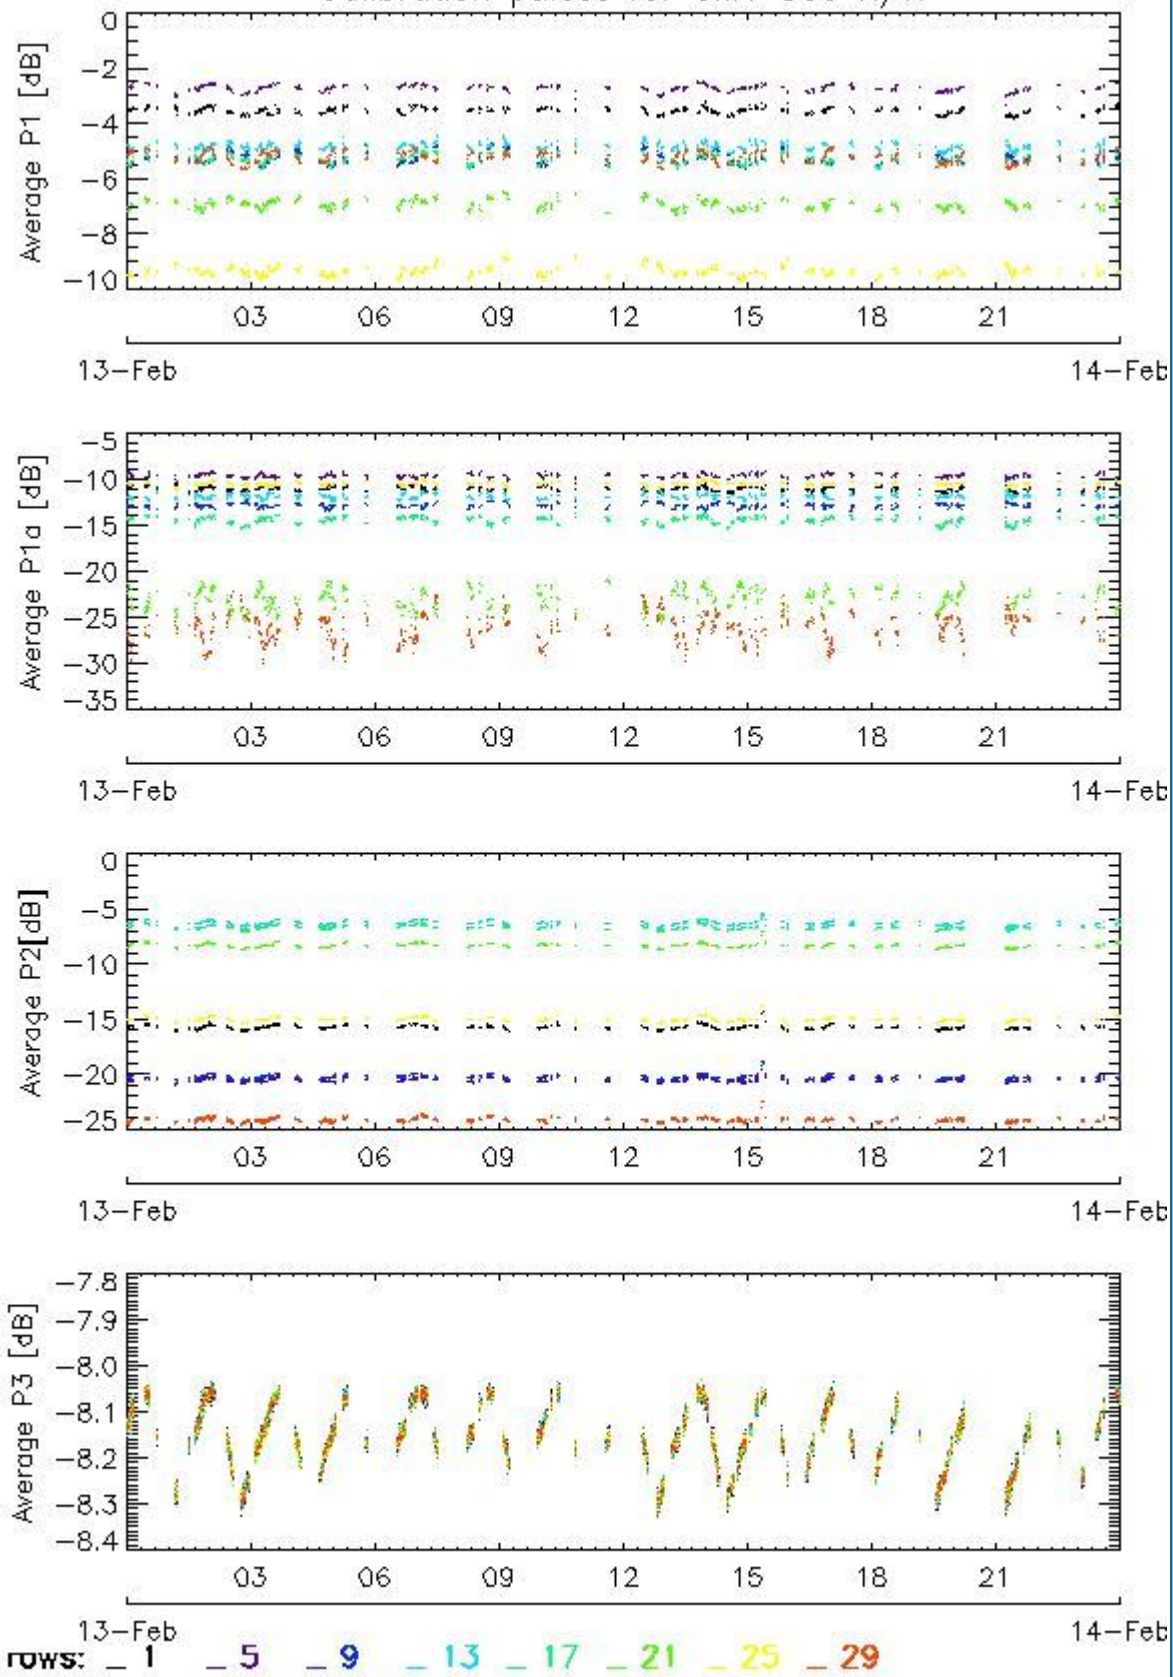 0
-2
-4
-6
-8
-10
Average P1 [dB]
03 06 09 12 15 18 21
13-Feb 14-Feb
-5
-10
-15
-20
-25
-30
-35
Average P1a [dB]
03 06 09 12 15 18 21
13-Feb 14-Feb
0
-5
-10
-15
-20
-25
Average P2[dB]
03 06 09 12 15 18 21
13-Feb 14-Feb
-7.8
-7.9
-8.0
-8.1
-8.2
-8.3
-8.4
Average P3 [dB]
03 06 09 12 15 18 21
13-Feb 14-Feb
rows: _ 1 _ 5 _ 9 _ 13 _ 17 _ 21 _ 25 _ 29